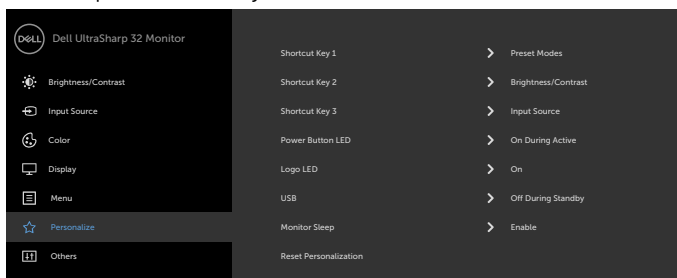 DELL Dell UltraSharp 32 Monitor
Brightness/Contrast
Input Source
Color
Display
Menu
Personalize
Others
Shortcut Key 1 Preset Modes
Shortcut Key 2 Brightness/Contrast
Shortcut Key 3 Input Source
Power Button LED On During Active
Logo LED On
USB Off During Standby
Monitor Sleep Enable
Reset Personalization